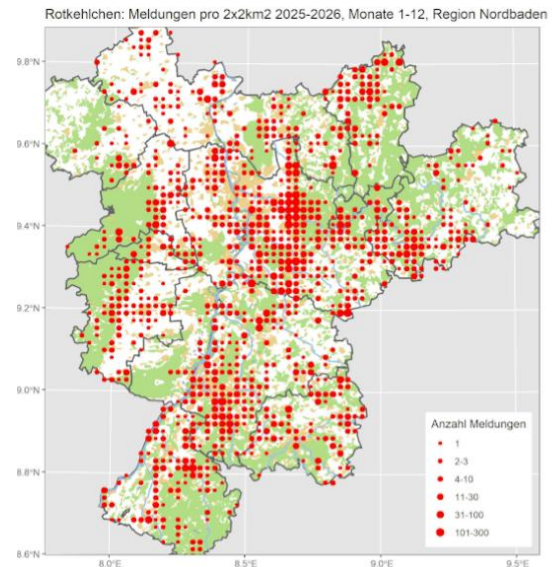 Rotkehlchen: Meldungen pro 2x2km2 2025-2026, Monate 1-12, Region Nordbaden
9.8°N
9.6°N
9.4°N
9.2°N
9.0°N
8.8°N
8.6°N
Anzahl Meldungen
1
2-3
4-10
11-30
31-100
101-300
8.0°E
8.5°E
9.0°E
9.5°E